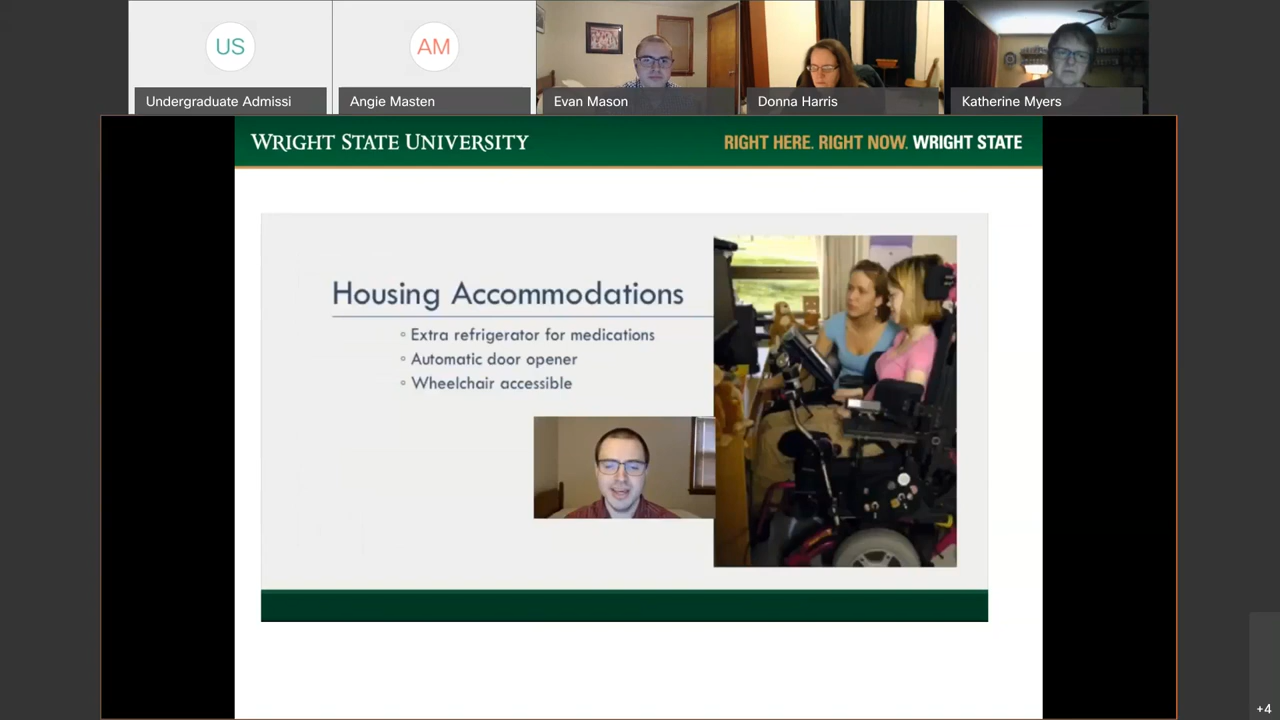 US
AM
Undergraduate Admissi
Angie Masten
Evan Mason
Donna Harris
Katherine Myers
WRIGHT STATE UNIVERSITY
RIGHT HERE. RIGHT NOW. WRIGHT STATE
Housing Accommodations
◦ Extra refrigerator for medications
◦ Automatic door opener
◦ Wheelchair accessible
+4